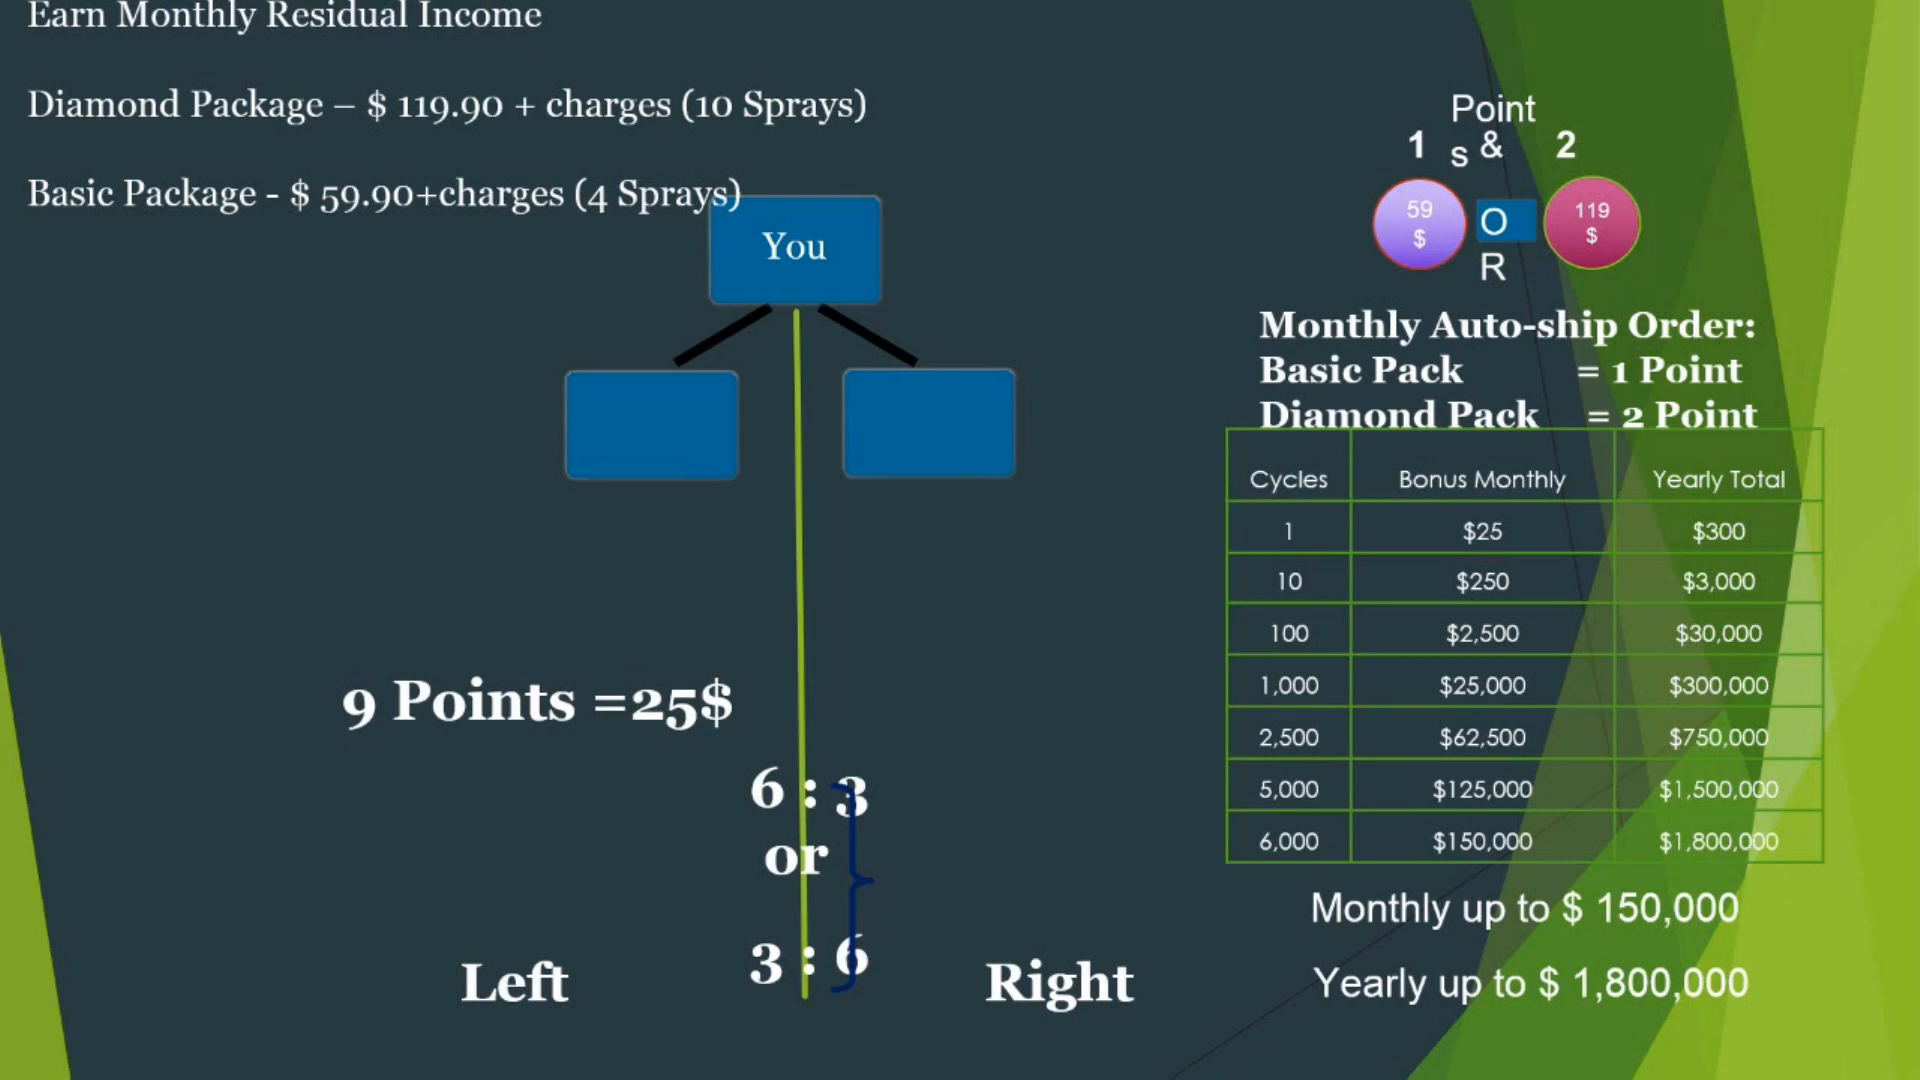 Earn Monthly Residual Income
Diamond Package – $ 119.90 + charges (10 Sprays)
Basic Package - $ 59.90+charges (4 Sprays)
You
9 Points =25$
6 : 3
or
3 : 6
Left
Right
Point
1 s & 2
59
$
O
R
119
$
Monthly Auto-ship Order:
Basic Pack = 1 Point
Diamond Pack = 2 Point
Cycles Bonus Monthly Yearly Total
1 $25 $300
10 $250 $3,000
100 $2,500 $30,000
1,000 $25,000 $300,000
2,500 $62,500 $750,000
5,000 $125,000 $1,500,000
6,000 $150,000 $1,800,000
Monthly up to $ 150,000
Yearly up to $ 1,800,000